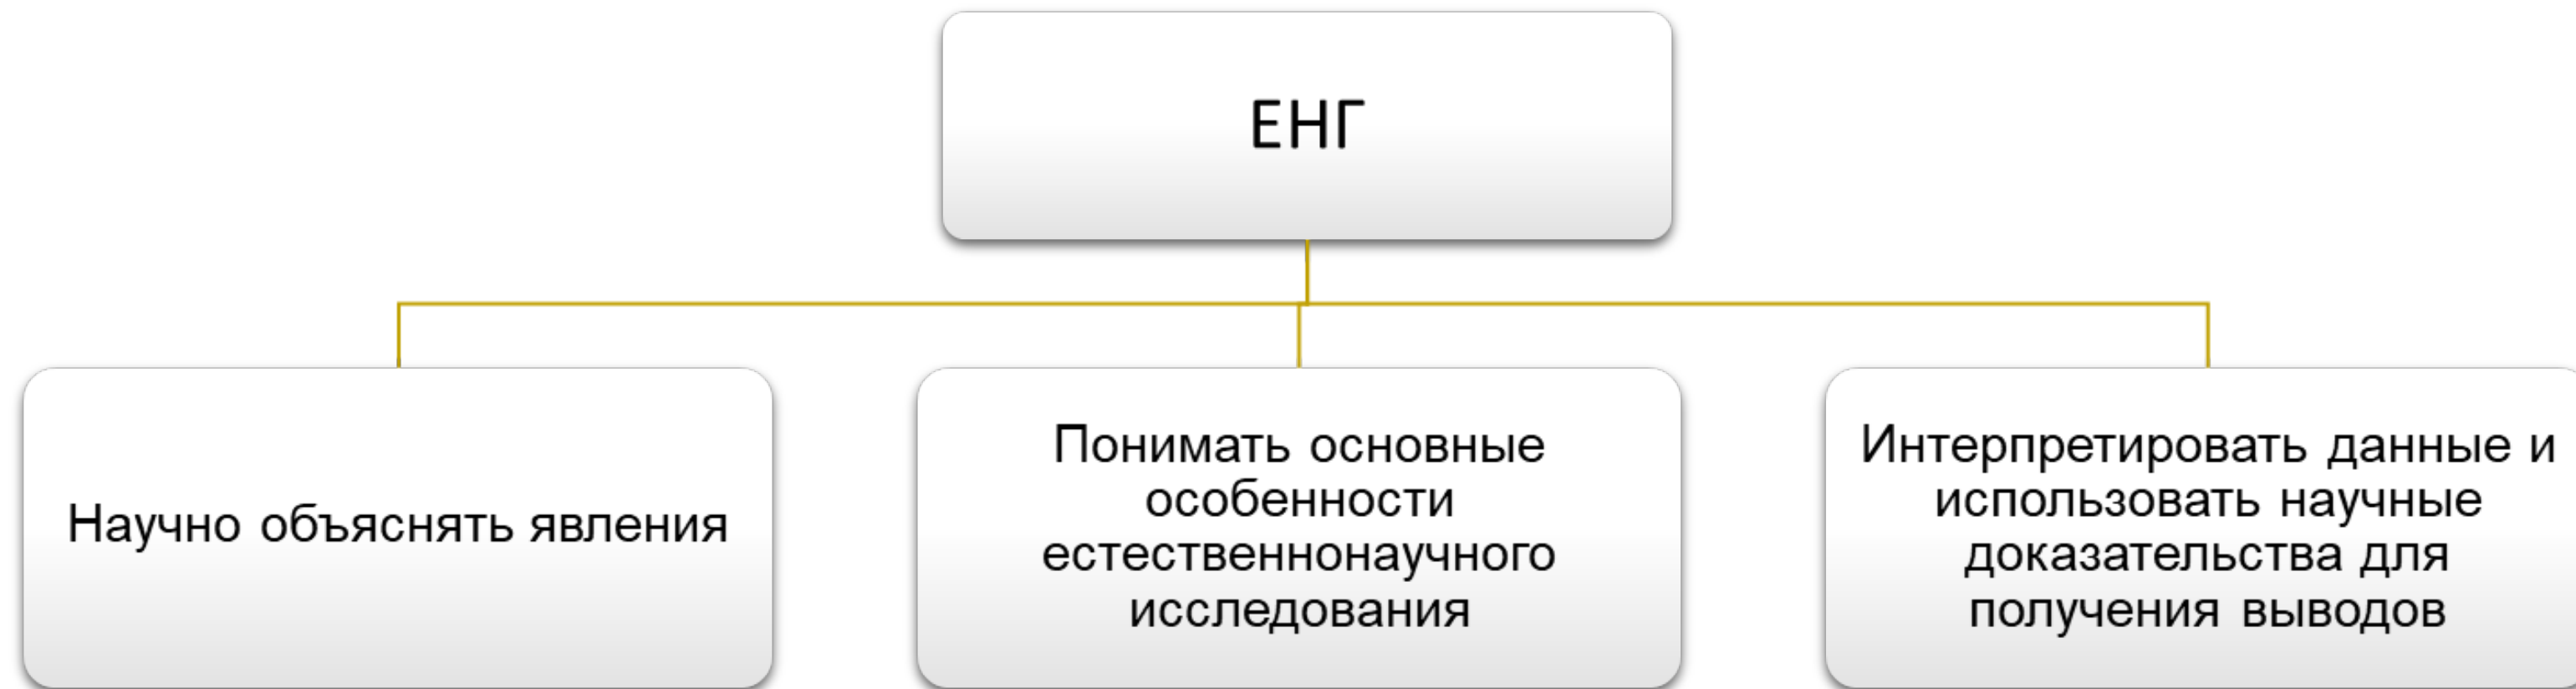 ЕНГ
Научно объяснять явления
Понимать основные
особенности
естественнонаучного
исследования
Интерпретировать данные и
использовать научные
доказательства для
получения выводов